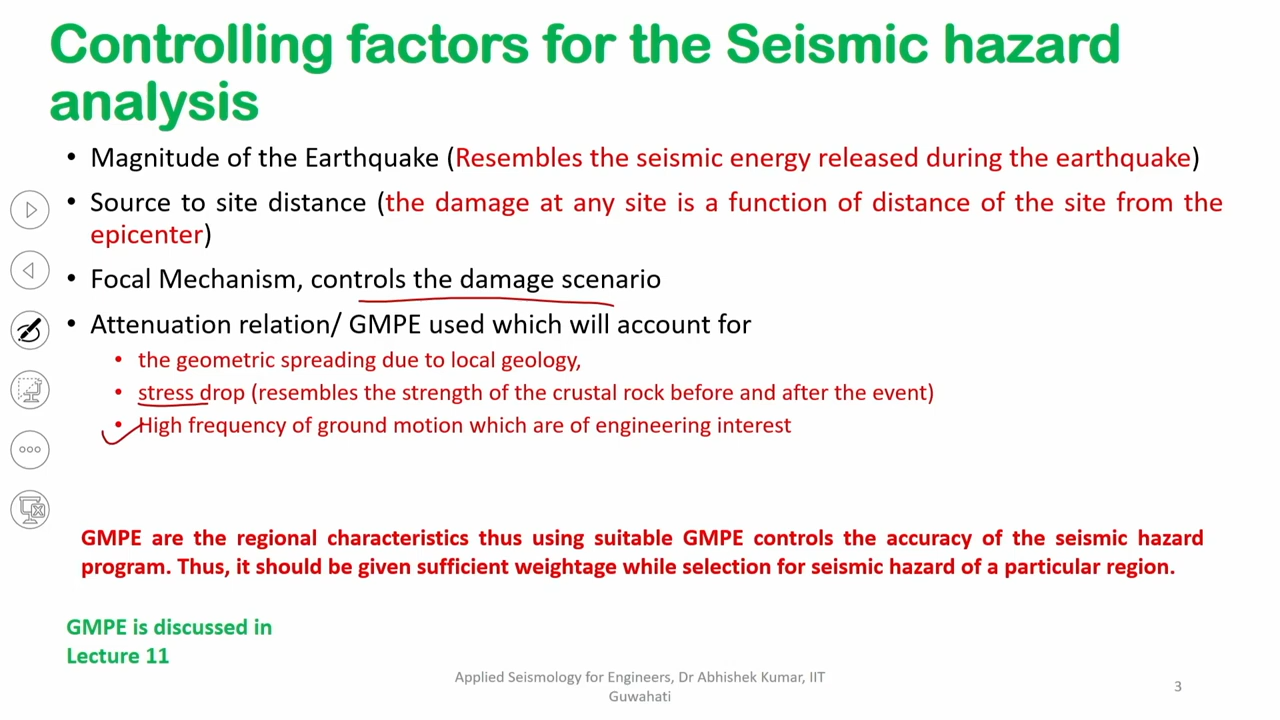 Controlling factors for the Seismic hazard
analysis
• Magnitude of the Earthquake (Resembles the seismic energy released during the earthquake)
• Source to site distance (the damage at any site is a function of distance of the site from the
epicenter)
• Focal Mechanism, controls the damage scenario
• Attenuation relation/ GMPE used which will account for
• the geometric spreading due to local geology,
• stress drop (resembles the strength of the crustal rock before and after the event)
• High frequency of ground motion which are of engineering interest
GMPE are the regional characteristics thus using suitable GMPE controls the accuracy of the seismic hazard
program. Thus, it should be given sufficient weightage while selection for seismic hazard of a particular region.
GMPE is discussed in
Lecture 11
Applied Seismology for Engineers, Dr Abhishek Kumar, IIT
Guwahati
3